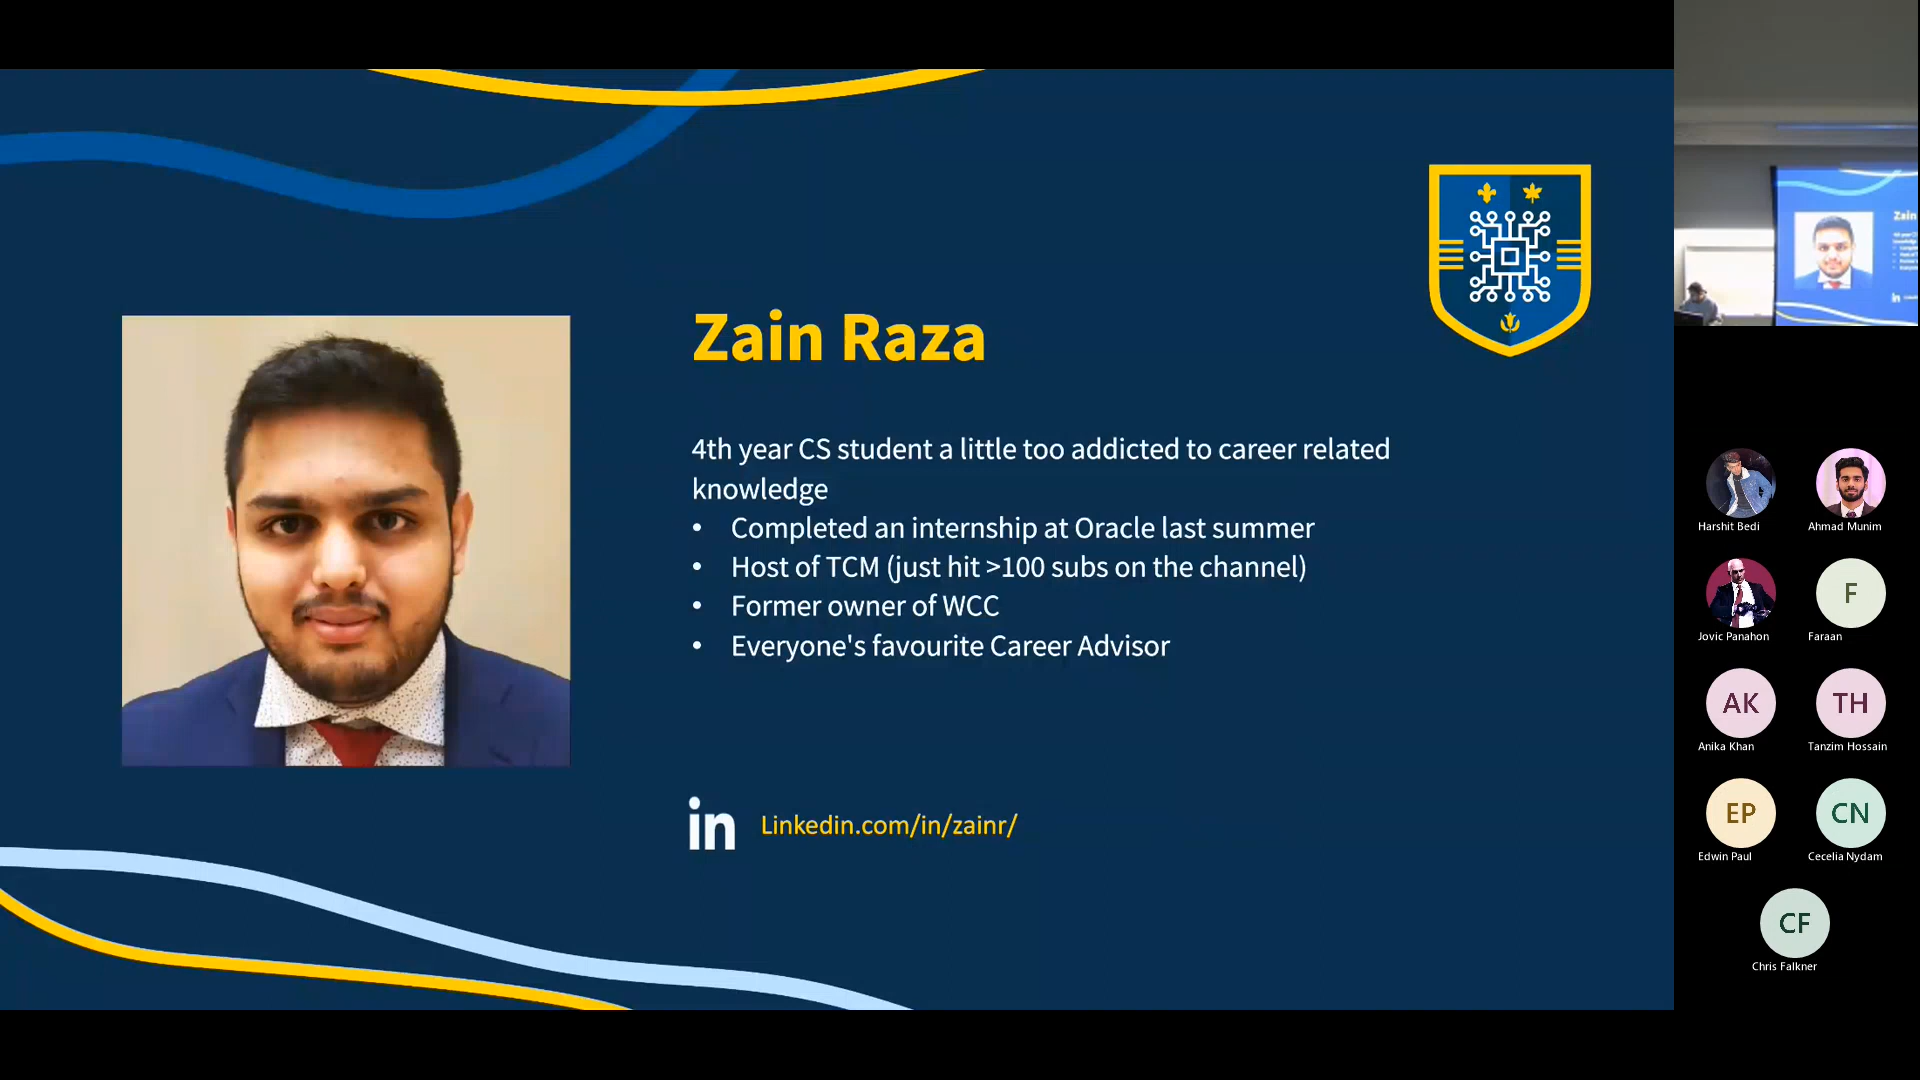 Zain Raza
4th year CS student a little too addicted to career related
knowledge
• Completed an internship at Oracle last summer
• Host of TCM (just hit >100 subs on the channel)
• Former owner of WCC
• Everyone's favourite Career Advisor
in Linkedin.com/in/zainr/
Zain
Harshit Bedi
Ahmad Munim
Jovic Panahon
F
Faraan
AK
Anika Khan
TH
Tanzim Hossain
EP
Edwin Paul
CN
Cecelia Nydam
CF
Chris Falkner